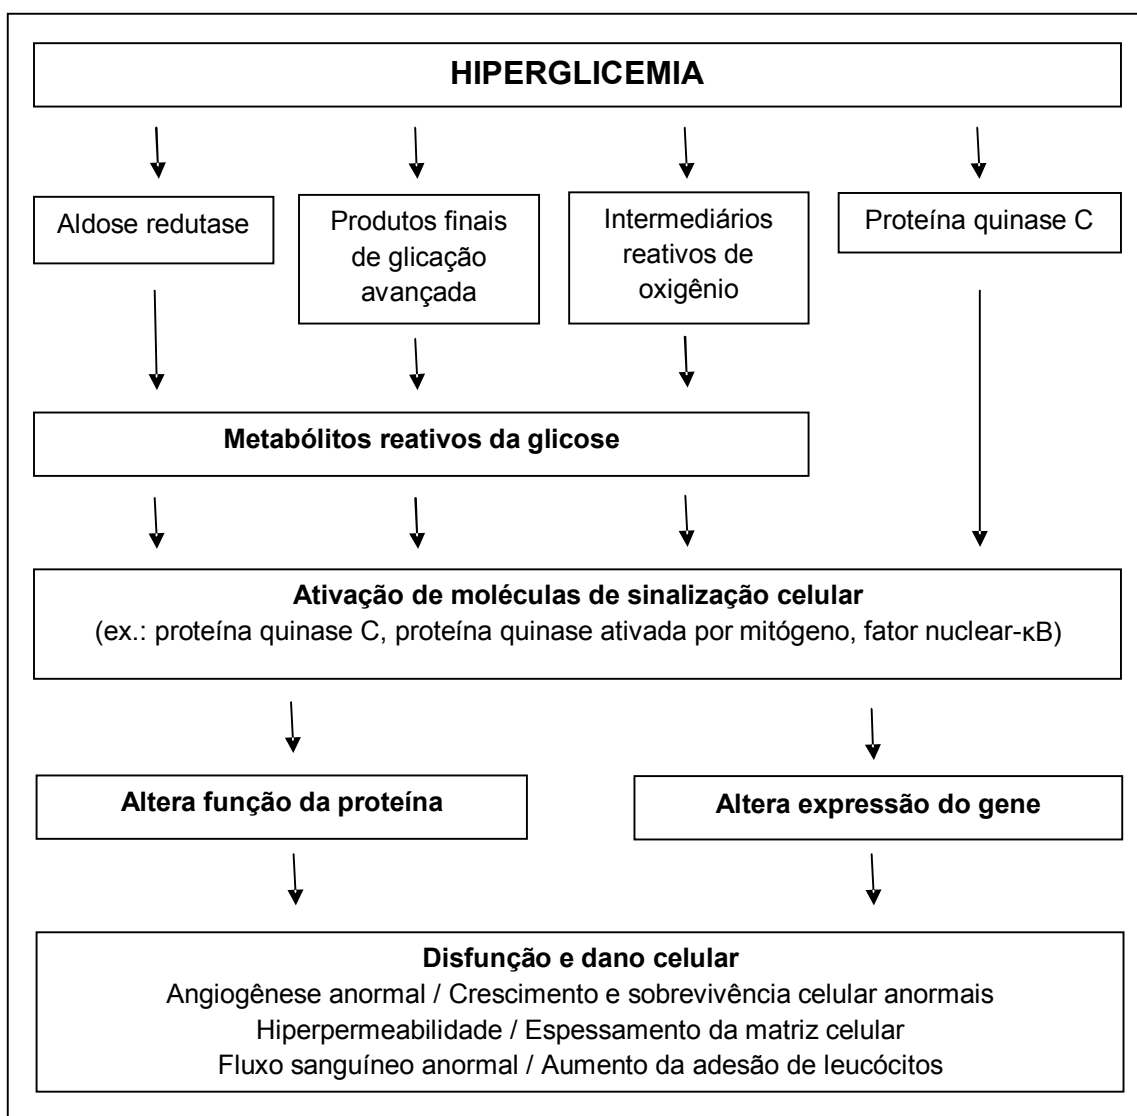 HIPERGLICEMIA
Aldose redutase
Produtos finais
de glicação
avançada
Intermediários
reativos de
oxigênio
Proteína quinase C
Metabólitos reativos da glicose
Ativação de moléculas de sinalização celular
(ex.: proteína quinase C, proteína quinase ativada por mitógeno, fator nuclear-κB)
Altera função da proteína
Altera expressão do gene
Disfunção e dano celular
Angiogênese anormal / Crescimento e sobrevivência celular anormais
Hiperpermeabilidade / Espessamento da matriz celular
Fluxo sanguíneo anormal / Aumento da adesão de leucócitos